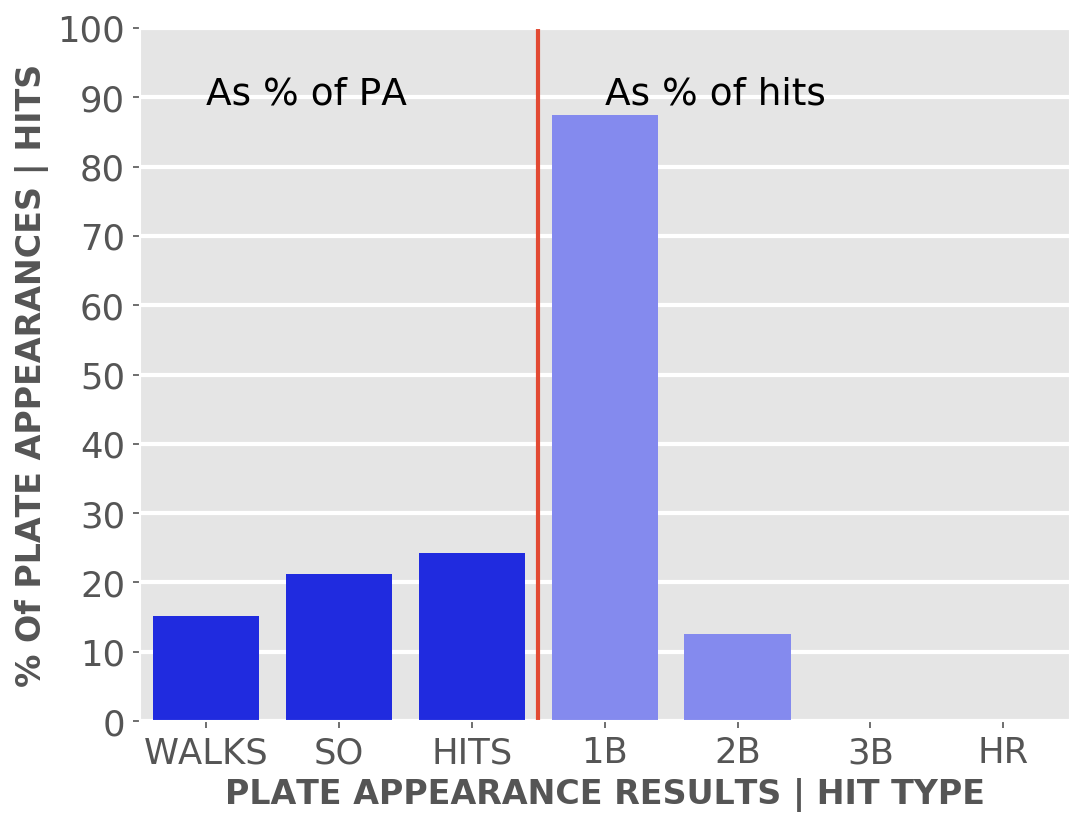 % Of PLATE APPEARANCES | HITS
100
90
80
70
60
50
40
30
20
10
0
As % of PA
As % of hits
WALKS SO HITS 1B 2B 3B HR
PLATE APPEARANCE RESULTS | HIT TYPE